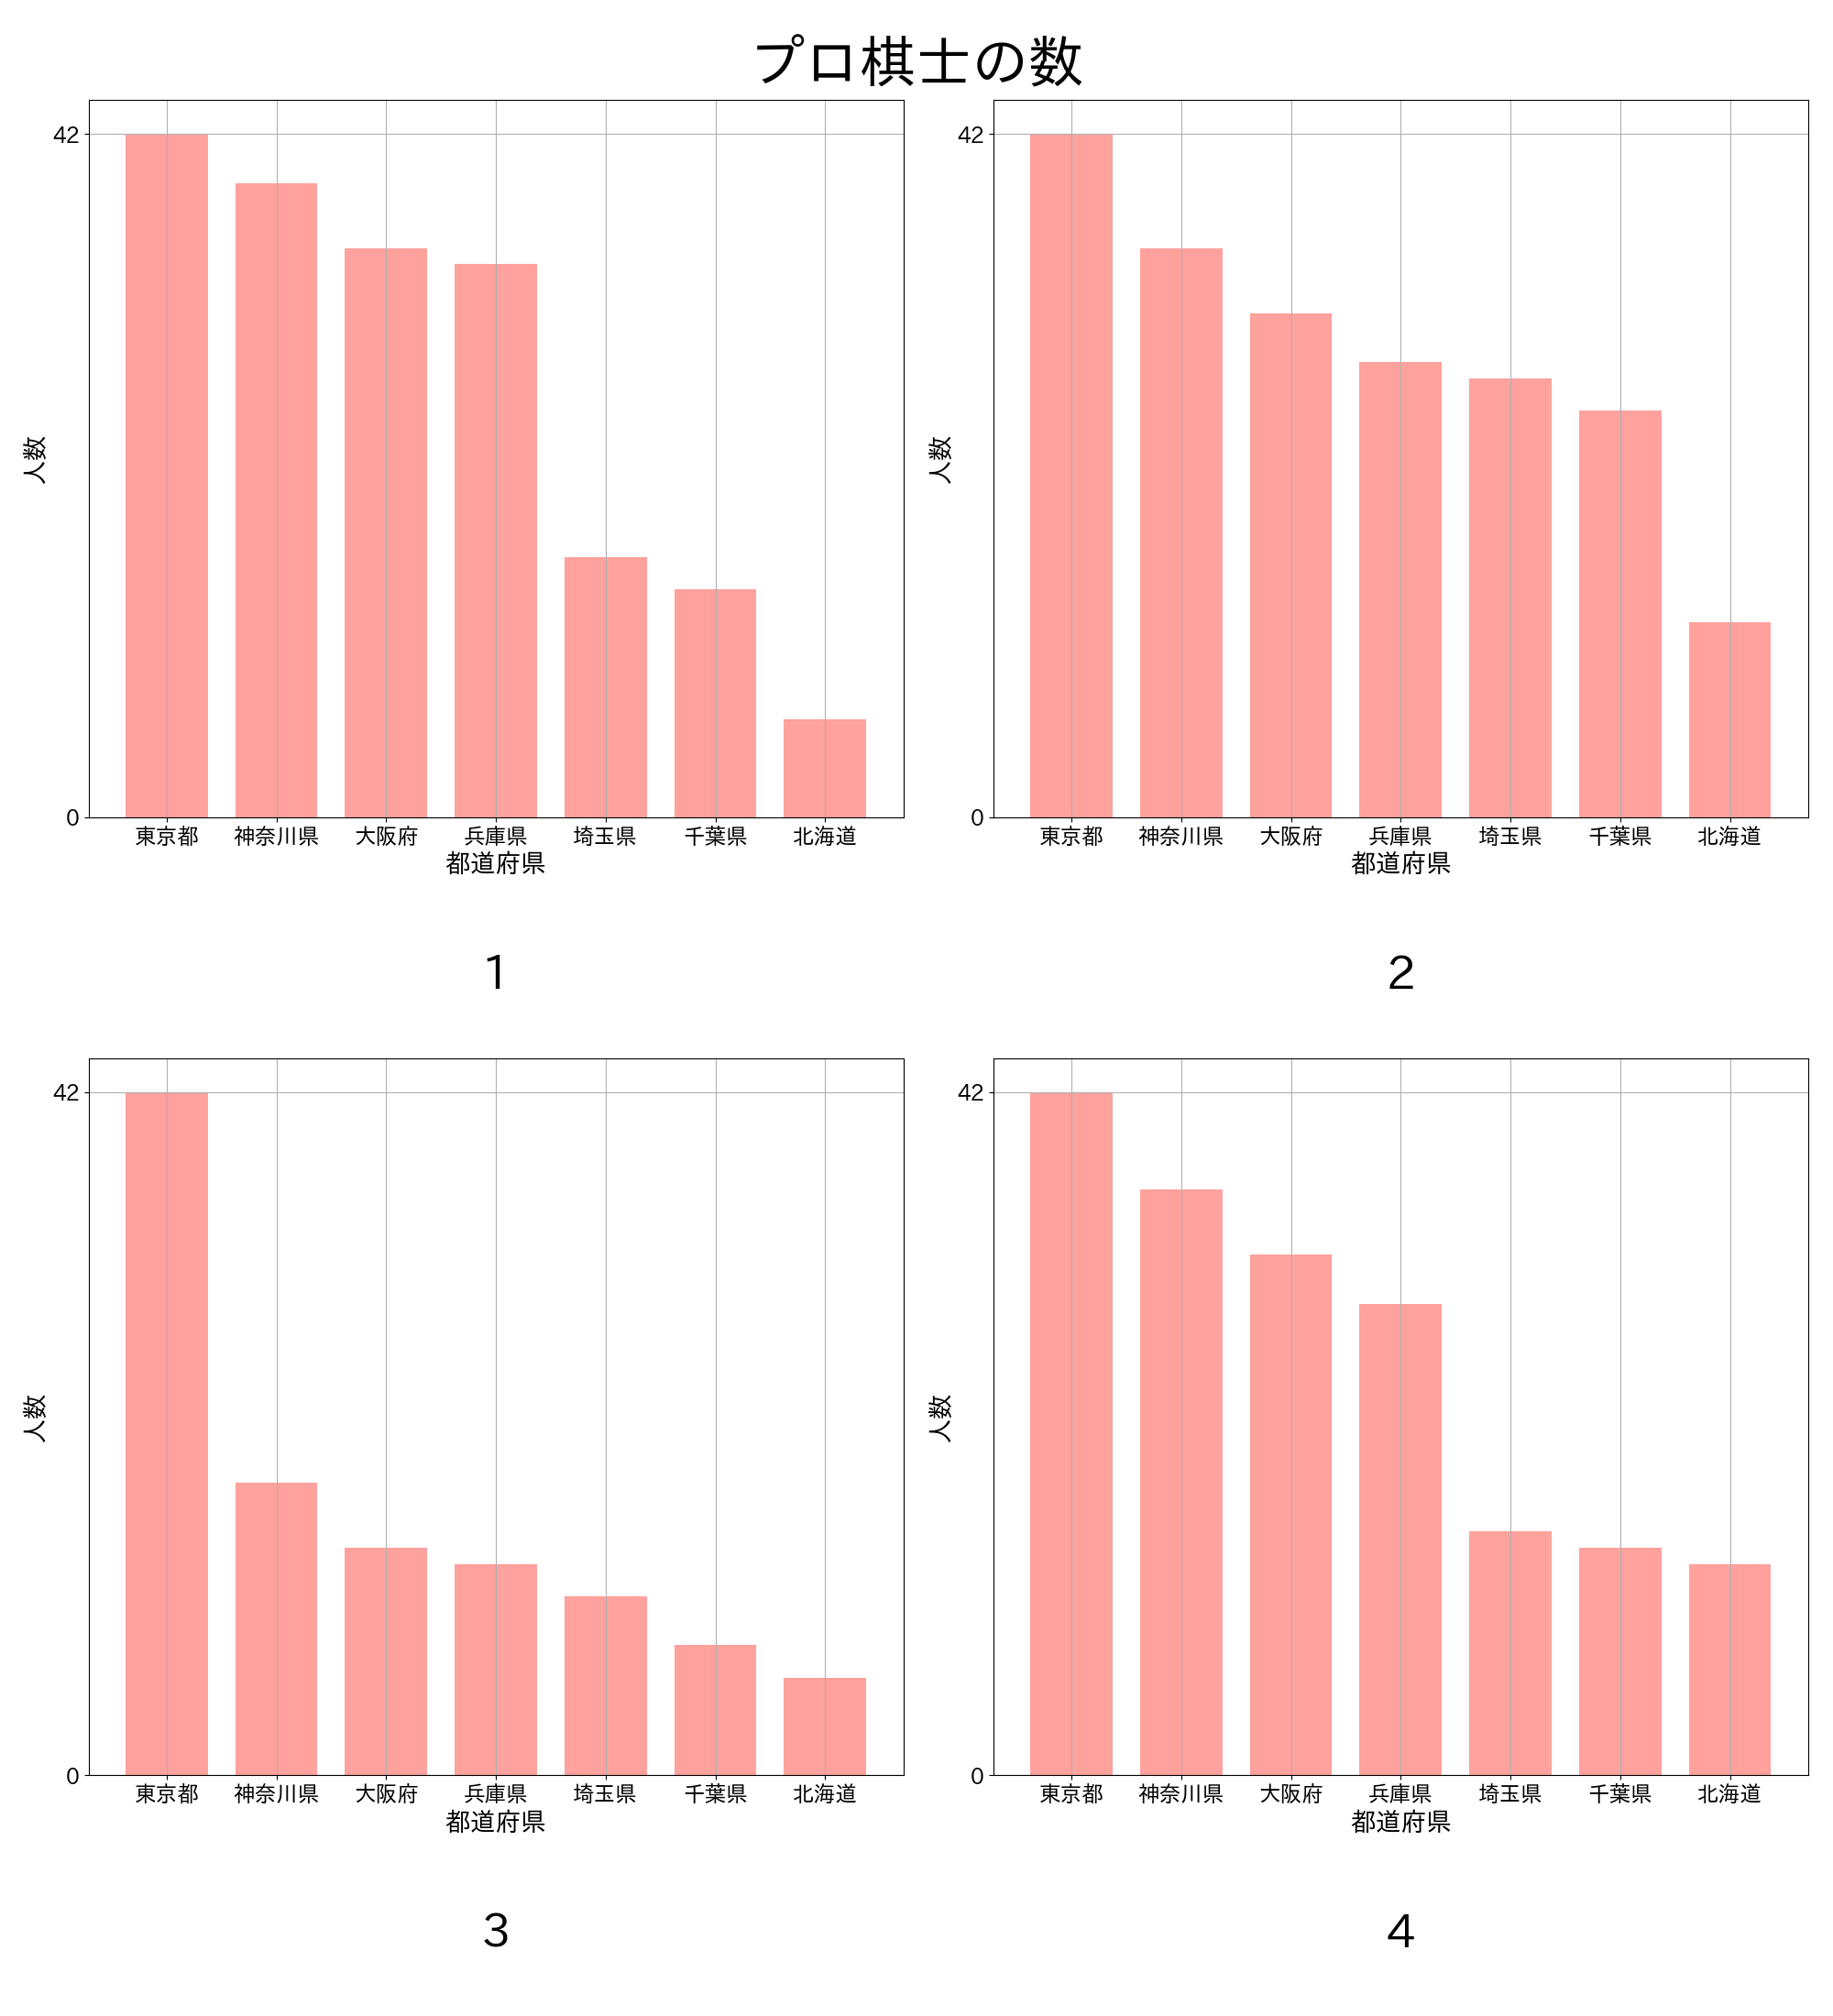 プロ棋士の数
42
0
人数
東京都 神奈川県 大阪府 兵庫県 埼玉県 千葉県 北海道
都道府県
1
42
0
人数
東京都 神奈川県 大阪府 兵庫県 埼玉県 千葉県 北海道
都道府県
2
42
0
人数
東京都 神奈川県 大阪府 兵庫県 埼玉県 千葉県 北海道
都道府県
3
42
0
人数
東京都 神奈川県 大阪府 兵庫県 埼玉県 千葉県 北海道
都道府県
4